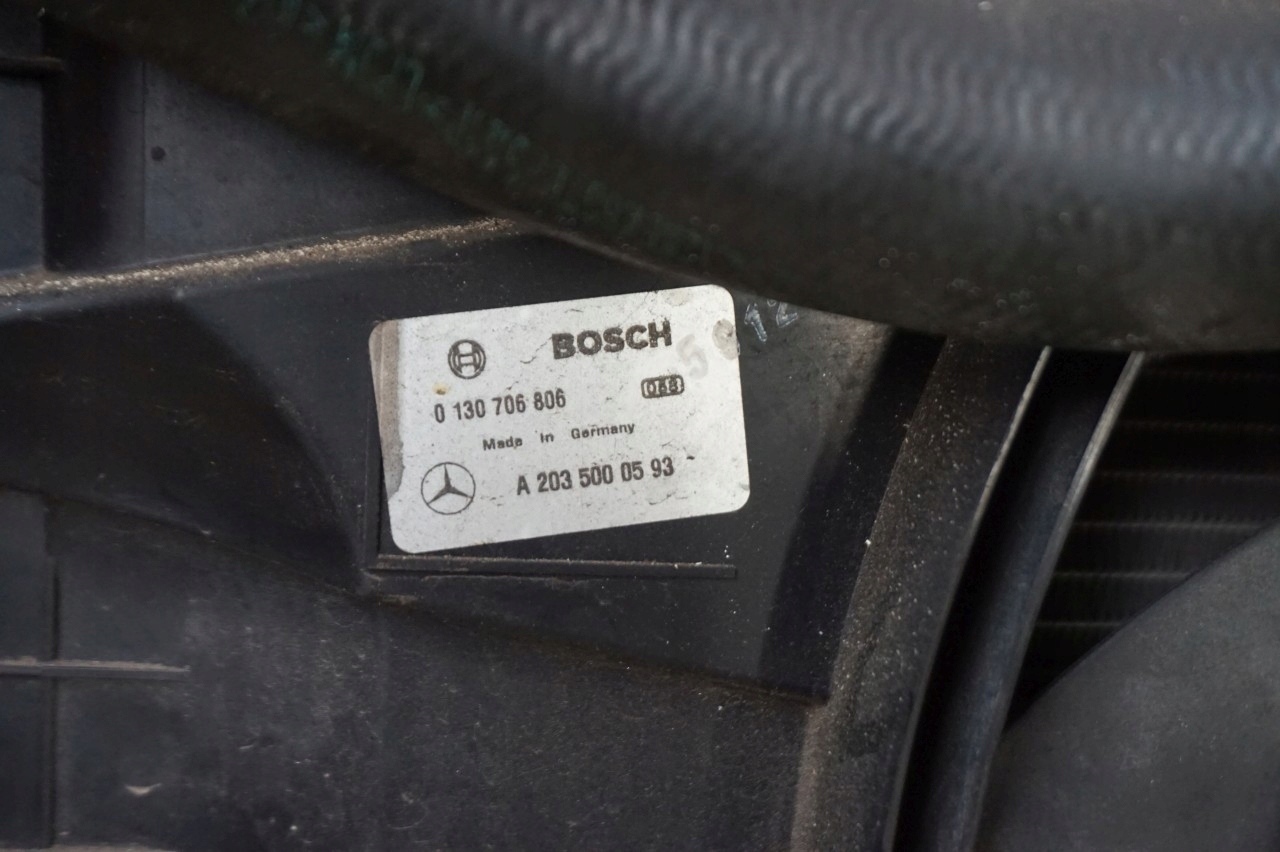 BOSCH
0 130 706 806
Made in Germany
A 203 500 05 93